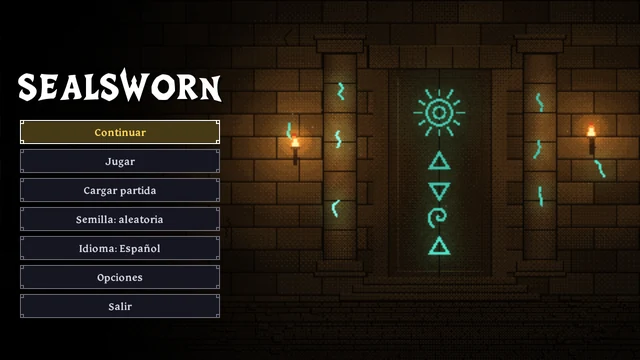 SEALSWORN
Continuar
Jugar
Cargar partida
Semilla: aleatoria
Idioma: Español
Opciones
Salir